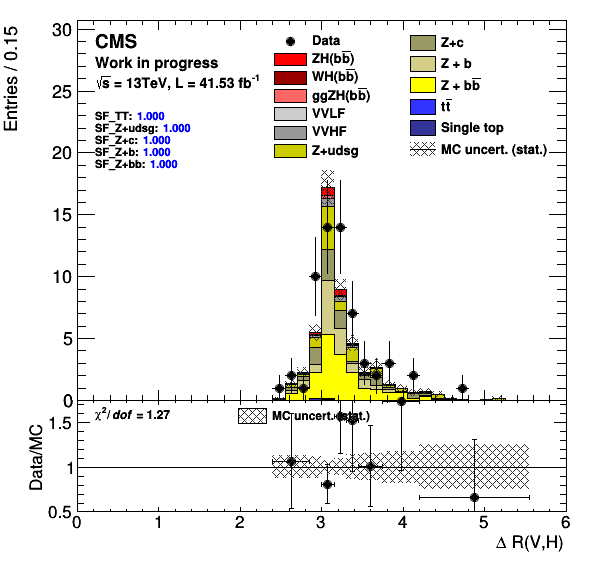 Entries / 0.15
30
25
20
15
10
5
0
CMS
Work in progress
√s = 13TeV, L = 41.53 fb⁻¹
SF_TT: 1.000
SF_Z+udsg: 1.000
SF_Z+c: 1.000
SF_Z+b: 1.000
SF_Z+bb: 1.000
Data
ZH(bb̅)
WH(bb̅)
ggZH(bb̅)
VVLF
VVHF
Z+udsg
Z+c
Z + b
Z + bb̅
tt̅
Single top
MC uncert. (stat.)
χ²/ dof = 1.27
MC uncert. (stat.)
Data/MC
1.5
1
0.5
0 1 2 3 4 5 6
Δ R(V,H)